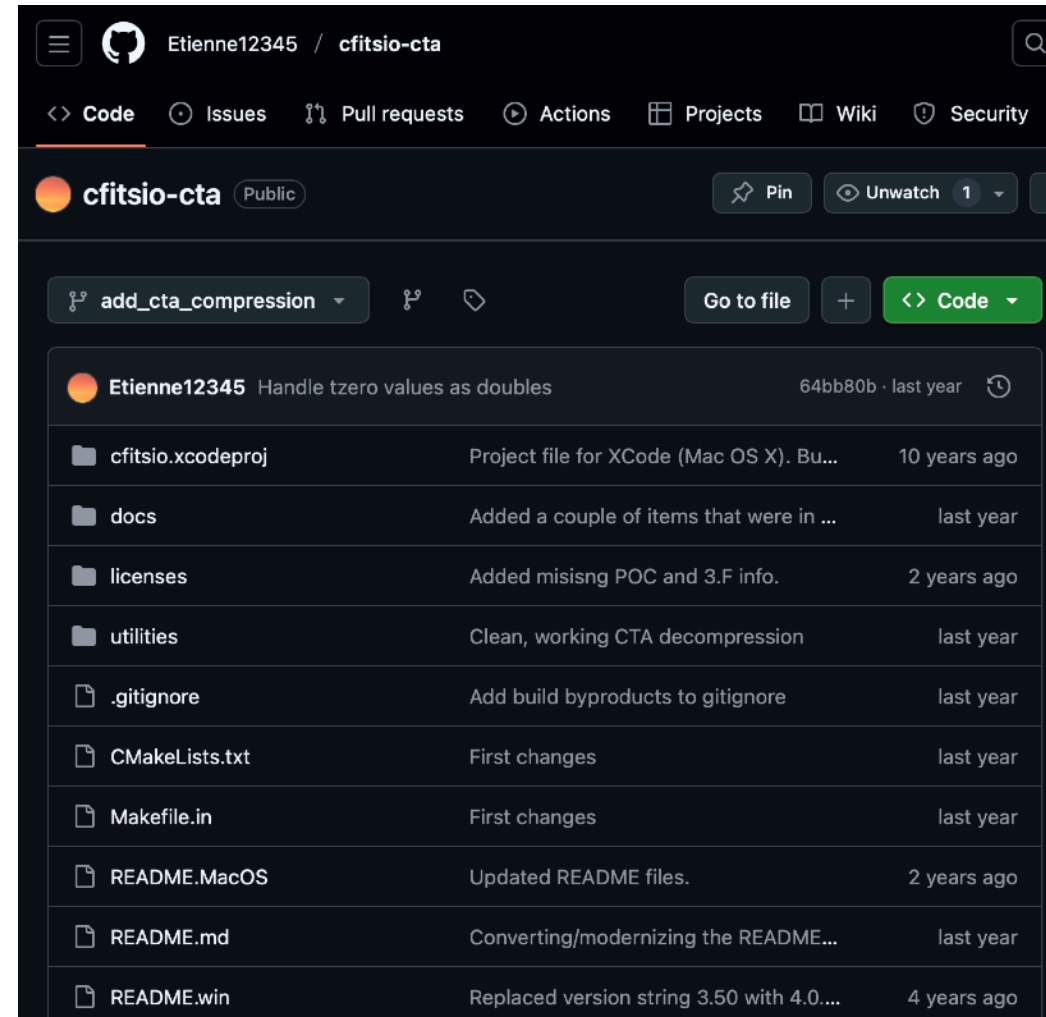 Etienne12345 / cfitsio-cta
Code Issues Pull requests Actions Projects Wiki Security
cfitsio-cta Public Pin Unwatch 1
add_cta_compression Go to file Code
Etienne12345 Handle tzero values as doubles 64bb80b · last year
cfitsio.xcodeproj Project file for XCode (Mac OS X). Bu... 10 years ago
docs Added a couple of items that were in ... last year
licenses Added misisng POC and 3.F info. 2 years ago
utilities Clean, working CTA decompression last year
.gitignore Add build byproducts to gitignore last year
CMakeLists.txt First changes last year
Makefile.in First changes last year
README.MacOS Updated README files. 2 years ago
README.md Converting/modernizing the README... last year
README.win Replaced version string 3.50 with 4.0.... 4 years ago